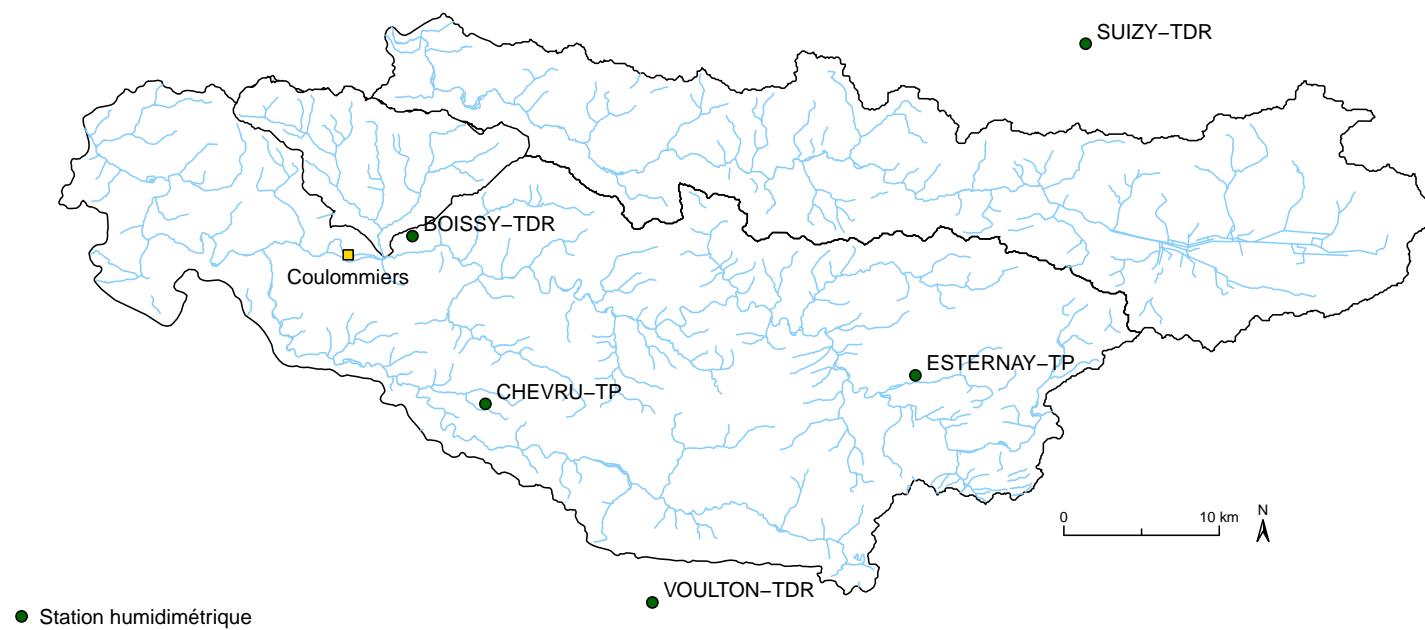 SUIZY−TDR
BOISSY−TDR
Coulommiers
ESTERNAY−TP
CHEVRU−TP
0 10 km N
VOULTON−TDR
Station humidimétrique